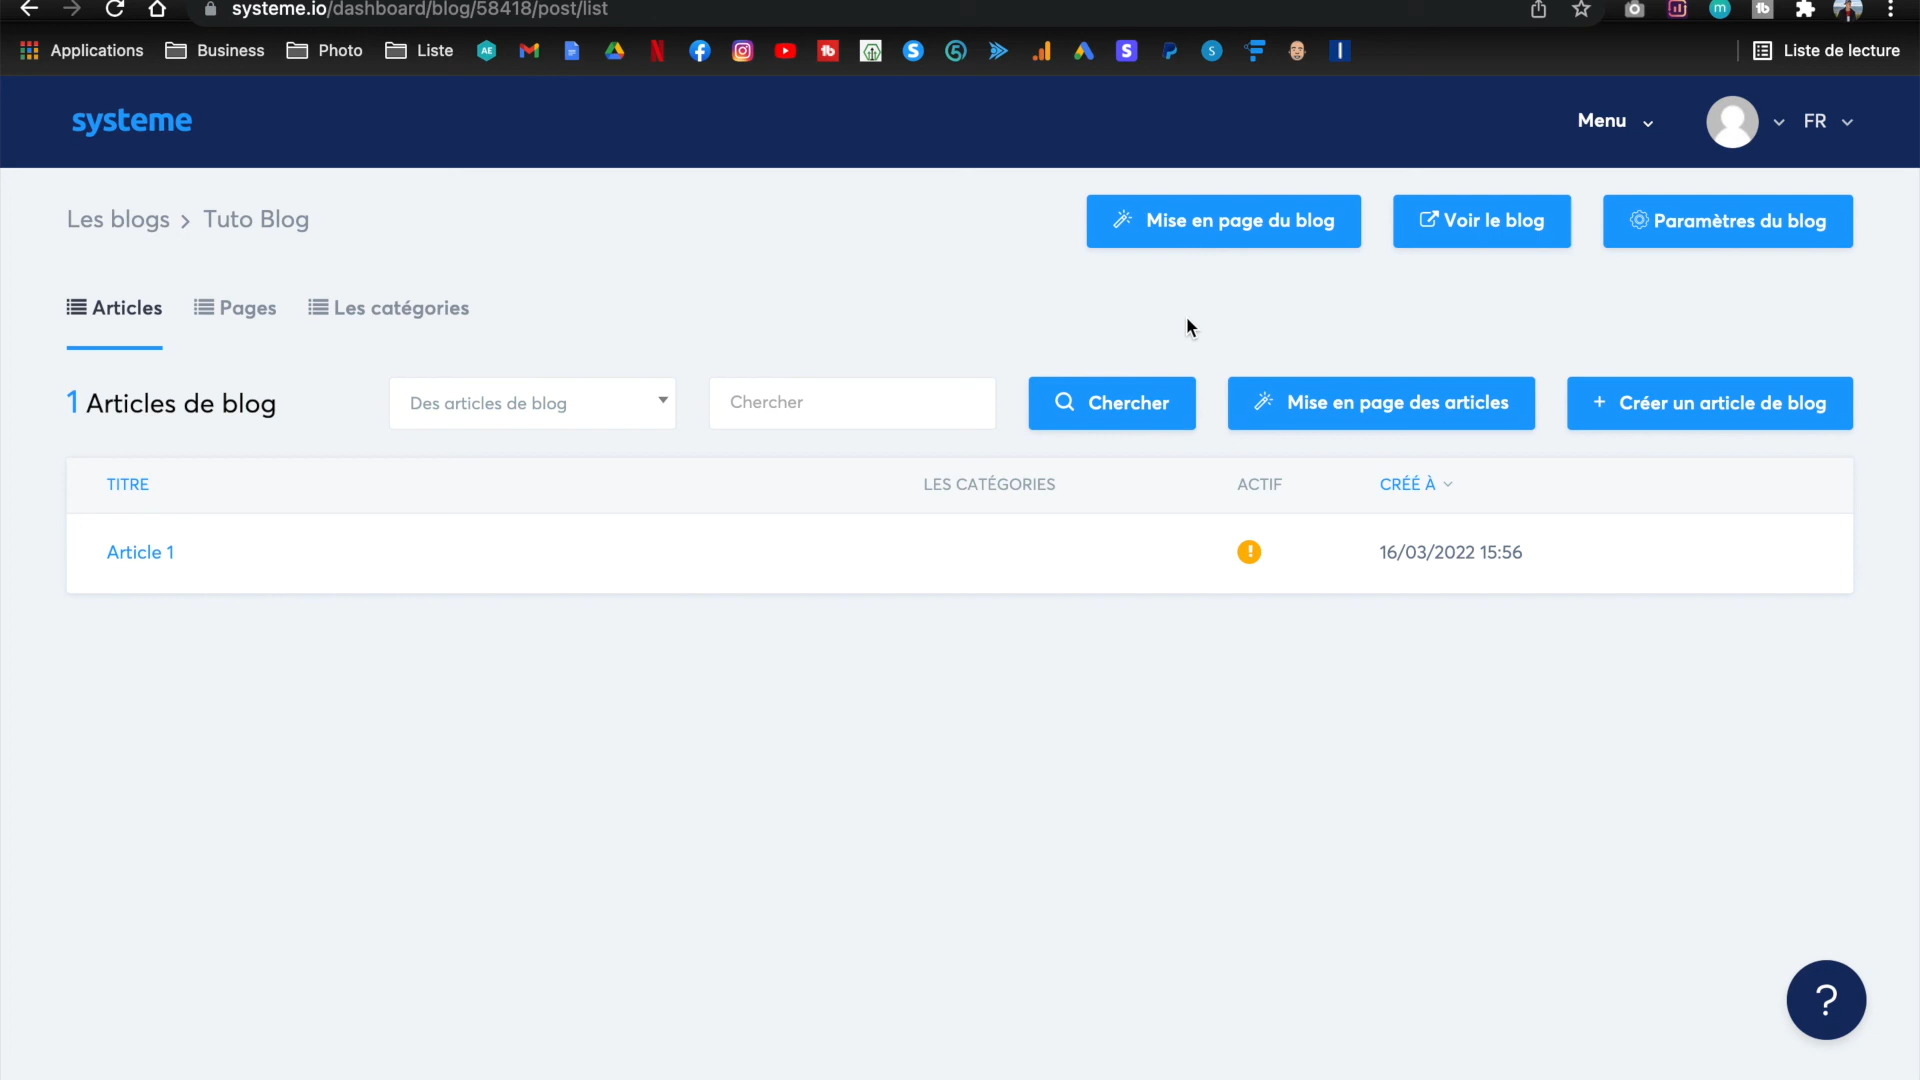 systeme.io/dashboard/blog/58418/post/list
Applications Business Photo Liste Liste de lecture
systeme Menu FR
Les blogs > Tuto Blog Mise en page du blog Voir le blog Paramètres du blog
Articles Pages Les catégories
1 Articles de blog Des articles de blog Chercher Chercher Mise en page des articles + Créer un article de blog
TITRE LES CATÉGORIES ACTIF CRÉÉ À
Article 1 ! 16/03/2022 15:56
?